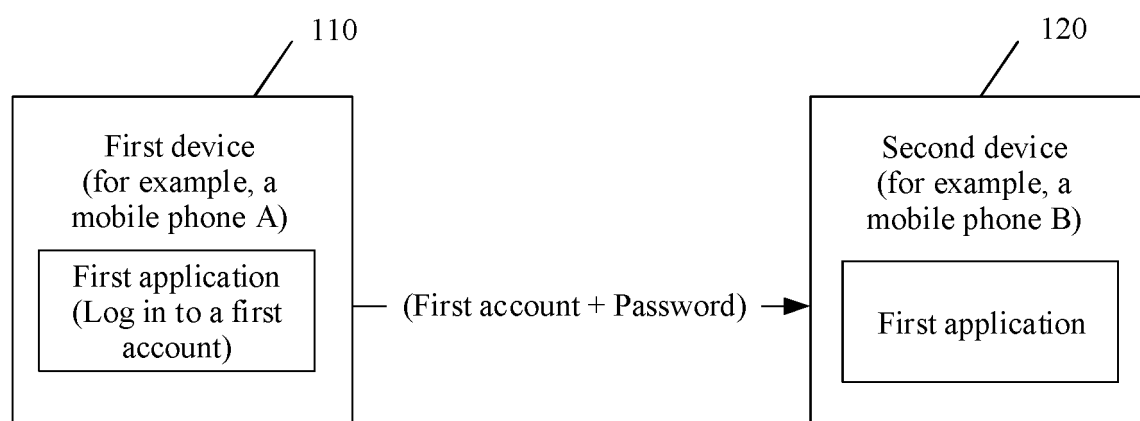 110
120
First device
(for example, a
mobile phone A)
First application
(Log in to a first
account)
(First account + Password)
Second device
(for example, a
mobile phone B)
First application